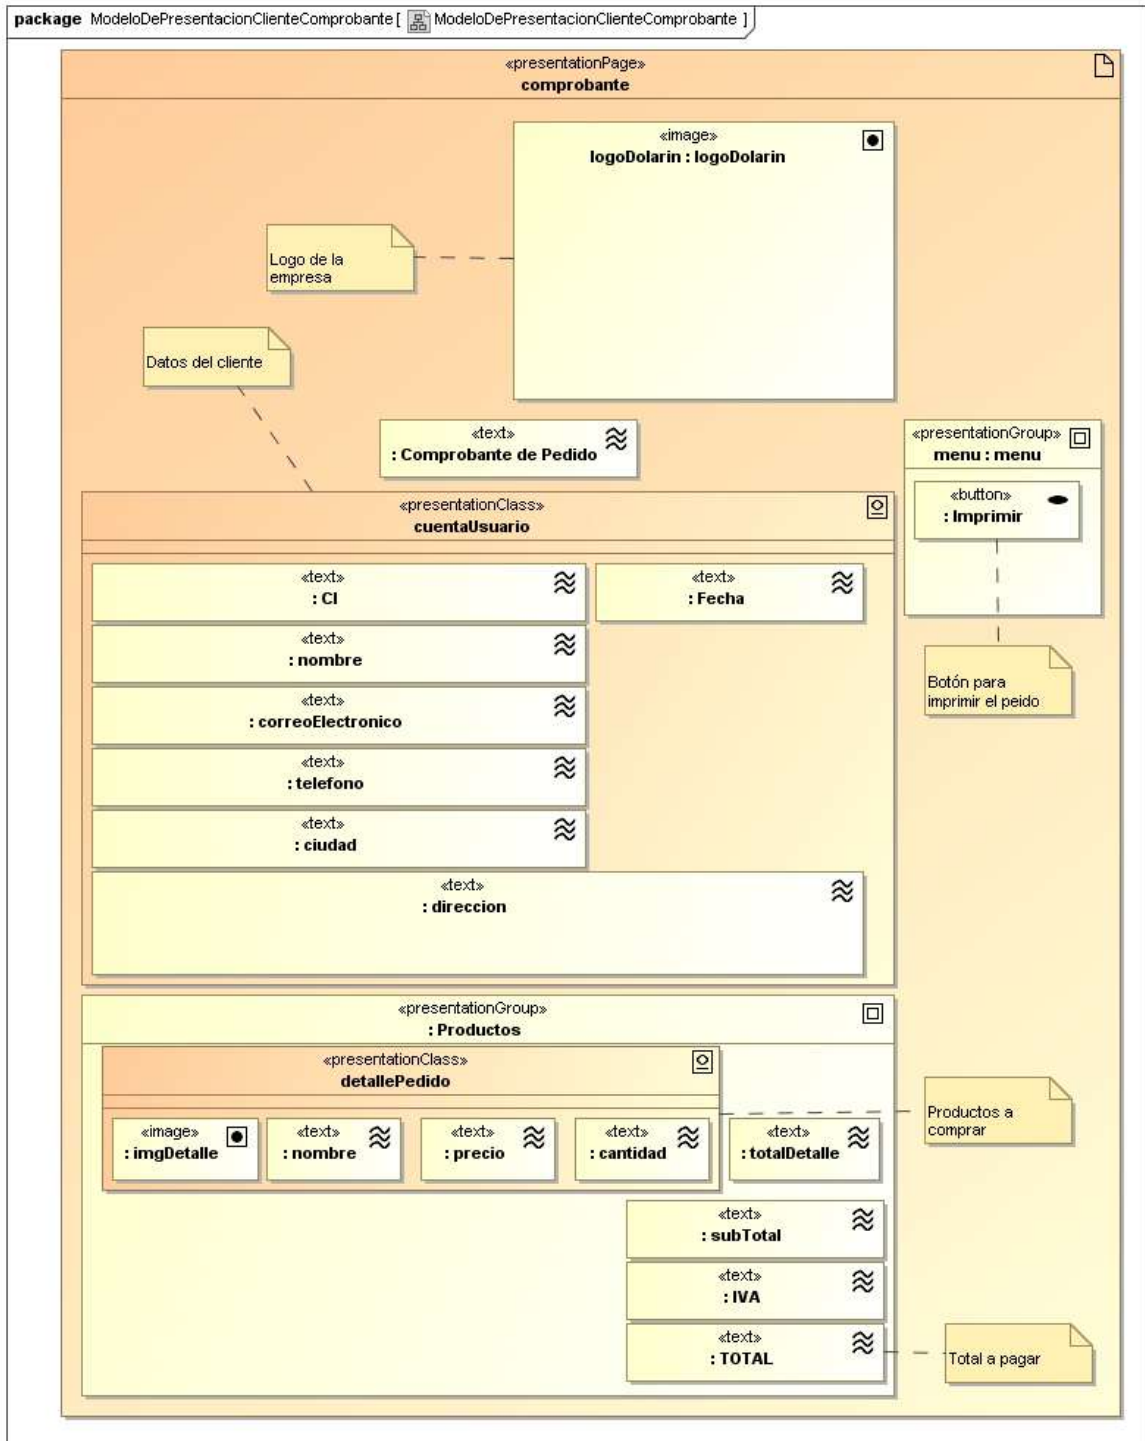 package ModeloDePresentacionClienteComprobante [ ModeloDePresentacionClienteComprobante ]
«presentationPage»
comprobante
«image»
logoDolarin : logoDolarin
Logo de la
empresa
Datos del cliente
«text»
: Comprobante de Pedido
«presentationGroup»
menu : menu
«button»
: Imprimir
Botón para
imprimir el peido
«presentationClass»
cuentaUsuario
«text»
: CI
«text»
: Fecha
«text»
: nombre
«text»
: correoElectronico
«text»
: telefono
«text»
: ciudad
«text»
: direccion
«presentationGroup»
: Productos
«presentationClass»
detallePedido
«image»
: imgDetalle
«text»
: nombre
«text»
: precio
«text»
: cantidad
«text»
: totalDetalle
Productos a
comprar
«text»
: subTotal
«text»
: IVA
«text»
: TOTAL
Total a pagar